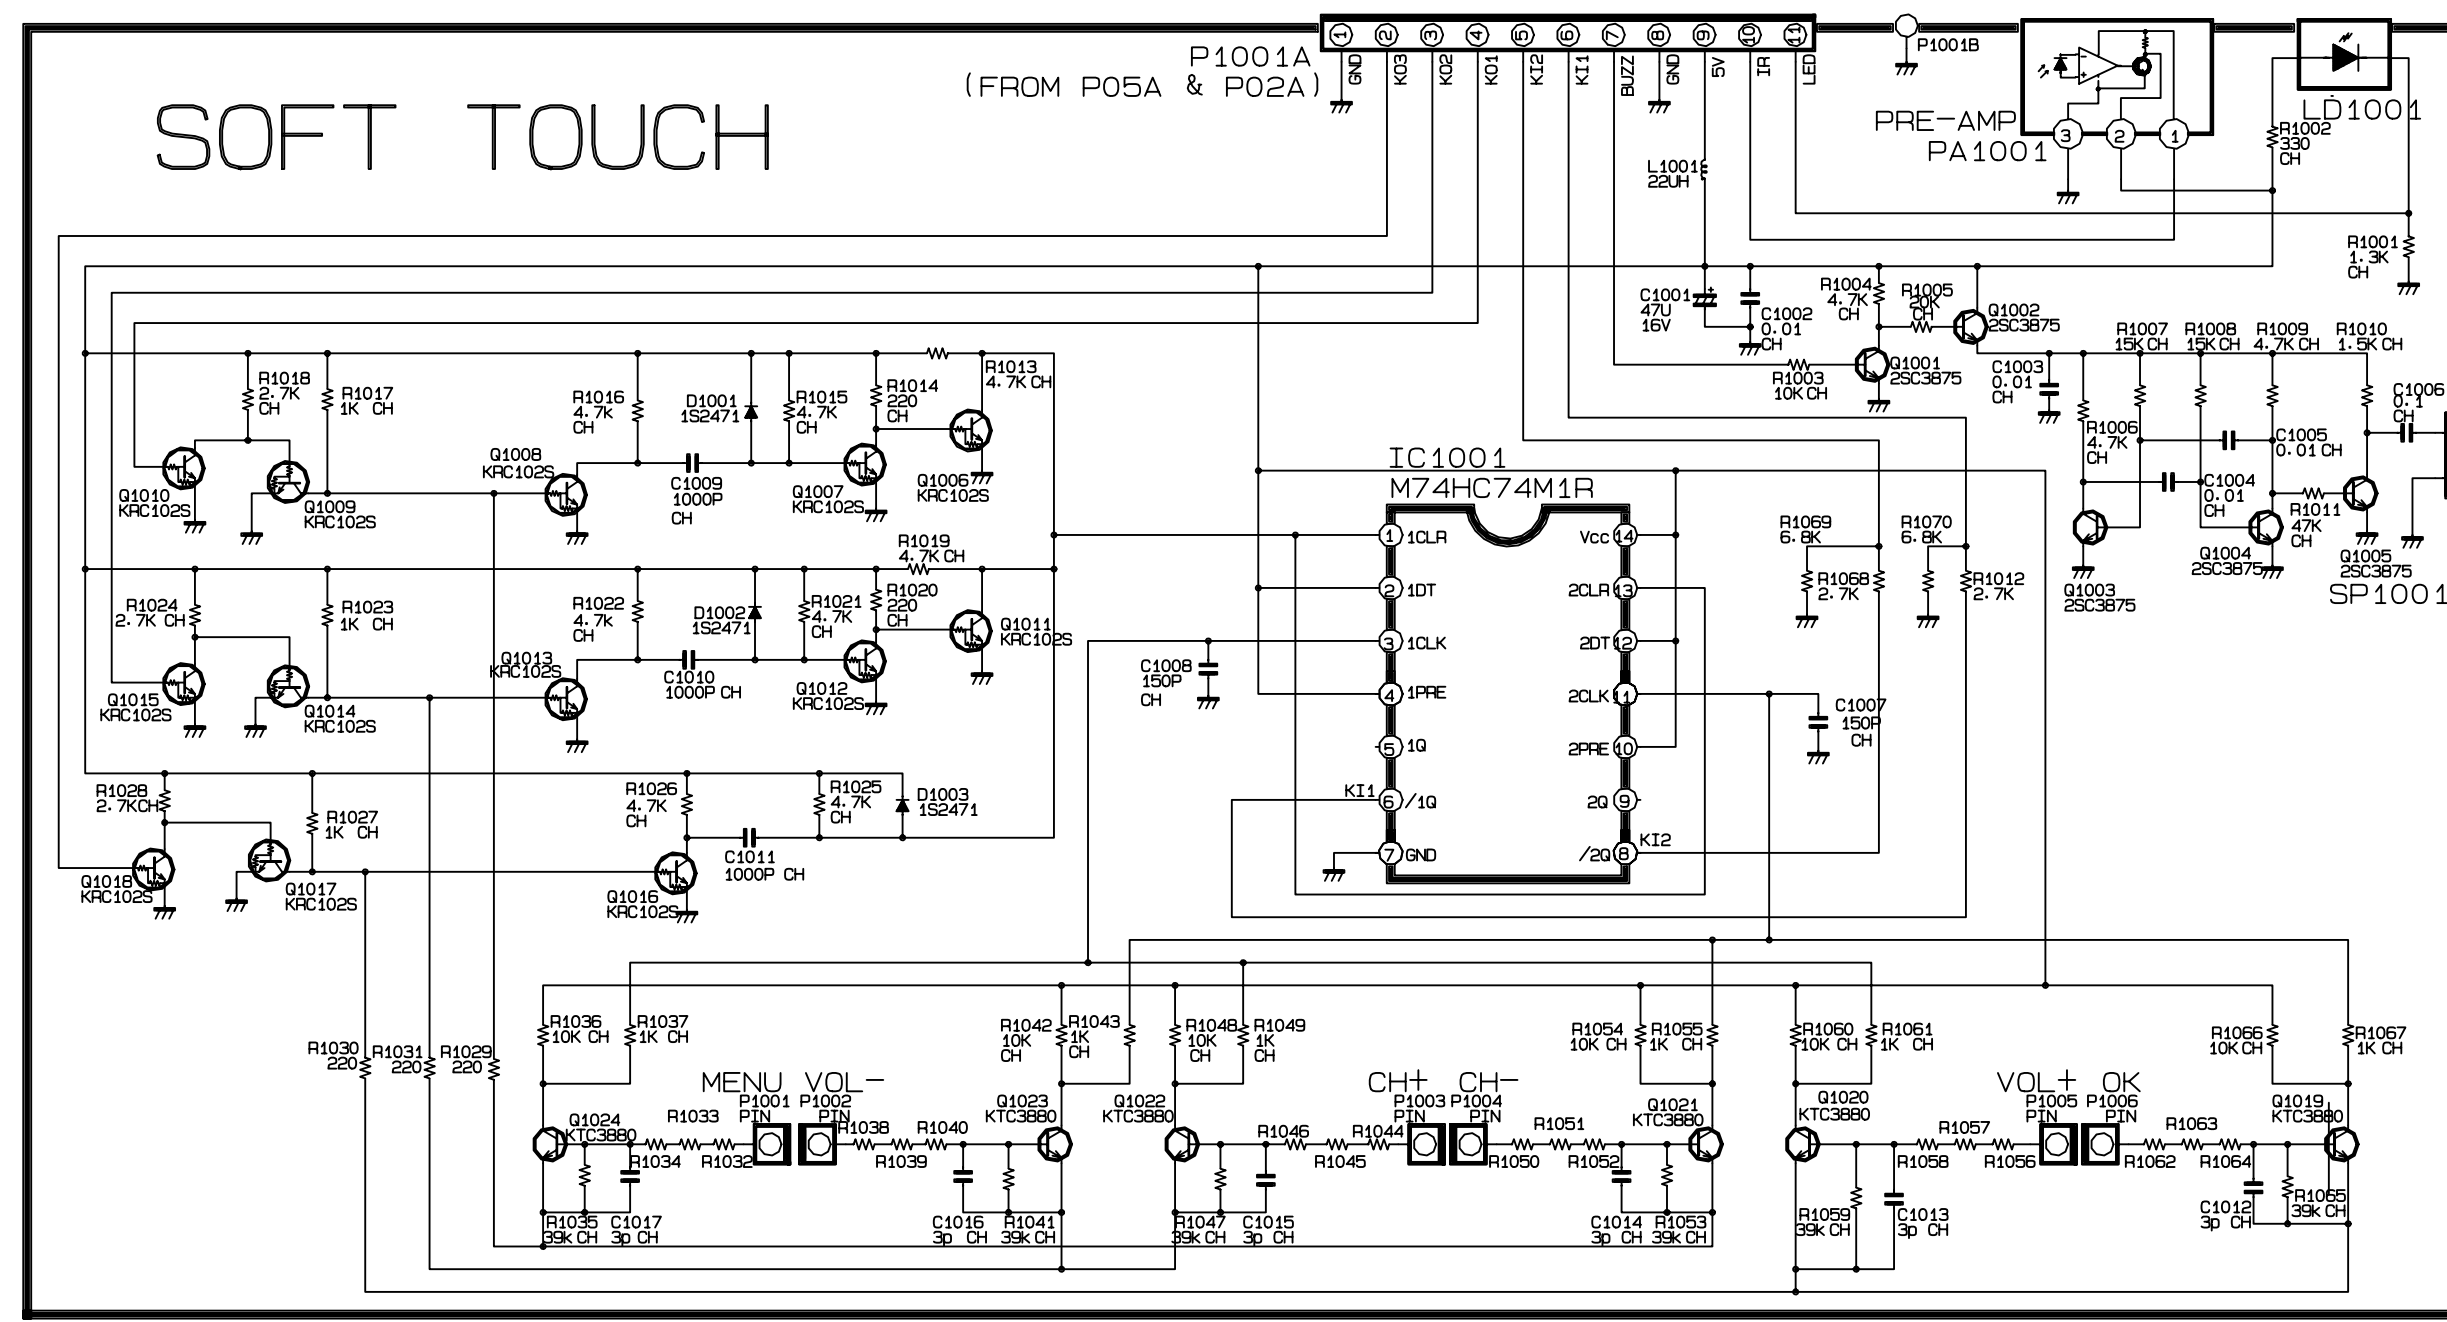 SOFT TOUCH
P1001A
(FROM P05A & P02A)
1 2 3 4 5 6 7 8 9 10 11
GND
KO3
KO2
KO1
KI2
KI1
BUZZ
GND
5V
IR
LED
P1001B
PRE-AMP
PA1001
3 2 1
LD1001
R1002
330
CH
L1001
22UH
R1001
1.3K
CH
C1001
47U
16V
C1002
0.01
CH
R1004
4.7K
CH
R1005
20K
CH
Q1002
2SC3875
R1003
10K CH
Q1001
2SC3875
C1003
0.01
CH
R1007
15K CH
R1008
15K CH
R1009
4.7K CH
R1010
1.5K CH
R1006
4.7K
CH
C1005
0.01 CH
C1004
0.01
CH
C1006
0.1
CH
R1011
47K
CH
Q1003
2SC3875
Q1004
2SC3875
Q1005
2SC3875
SP1001
R1018
2.7K
CH
R1017
1K CH
R1016
4.7K
CH
D1001
1S2471
R1015
4.7K
CH
R1014
220
CH
R1013
4.7K CH
Q1010
KRC102S
Q1009
KRC102S
Q1008
KRC102S
C1009
1000P
CH
Q1007
KRC102S
Q1006
KRC102S
R1019
4.7K CH
R1024
2.7K CH
R1023
1K CH
R1022
4.7K
CH
D1002
1S2471
R1021
4.7K
CH
R1020
220
CH
Q1011
KRC102S
Q1015
KRC102S
Q1014
KRC102S
Q1013
KRC102S
C1010
1000P CH
Q1012
KRC102S
R1028
2.7K CH
R1027
1K CH
R1026
4.7K
CH
R1025
4.7K
CH
D1003
1S2471
C1011
1000P CH
Q1018
KRC102S
Q1017
KRC102S
Q1016
KRC102S
IC1001
M74HC74M1R
1 1CLR
2 1DT
3 1CLK
4 1PRE
5 1Q
KI1
6 /1Q
7 GND
Vcc 14
2CLR 13
2DT 12
2CLK 11
2PRE 10
2Q 9
/2Q 8
KI2
C1008
150P
CH
C1007
150P
CH
R1069
6.8K
R1068
2.7K
R1070
6.8K
R1012
2.7K
R1030
220
R1031
220
R1029
220
R1036
10K CH
R1037
1K CH
R1042
10K
CH
R1043
1K
CH
R1048
10K
CH
R1049
1K
CH
R1054
10K CH
R1055
1K CH
R1060
10K CH
R1061
1K CH
R1066
10K CH
R1067
1K CH
MENU VOL-
CH+ CH-
VOL+ OK
Q1024
KTC3880
R1033
P1001
PIN
P1002
PIN
R1038
R1040
Q1023
KTC3880
Q1022
KTC3880
R1046
R1044
P1003
PIN
P1004
PIN
R1051
Q1021
KTC3880
Q1020
KTC3880
R1057
P1005
PIN
P1006
PIN
R1063
Q1019
KTC3880
R1034
R1032
R1039
R1045
R1050
R1052
R1058
R1056
R1062
R1064
R1035
39k CH
C1017
3p CH
C1016
3p CH
R1041
39k CH
R1047
39k CH
C1015
3p CH
C1014
3p CH
R1053
39k CH
R1059
39k CH
C1013
3p CH
C1012
3p CH
R1065
39k CH